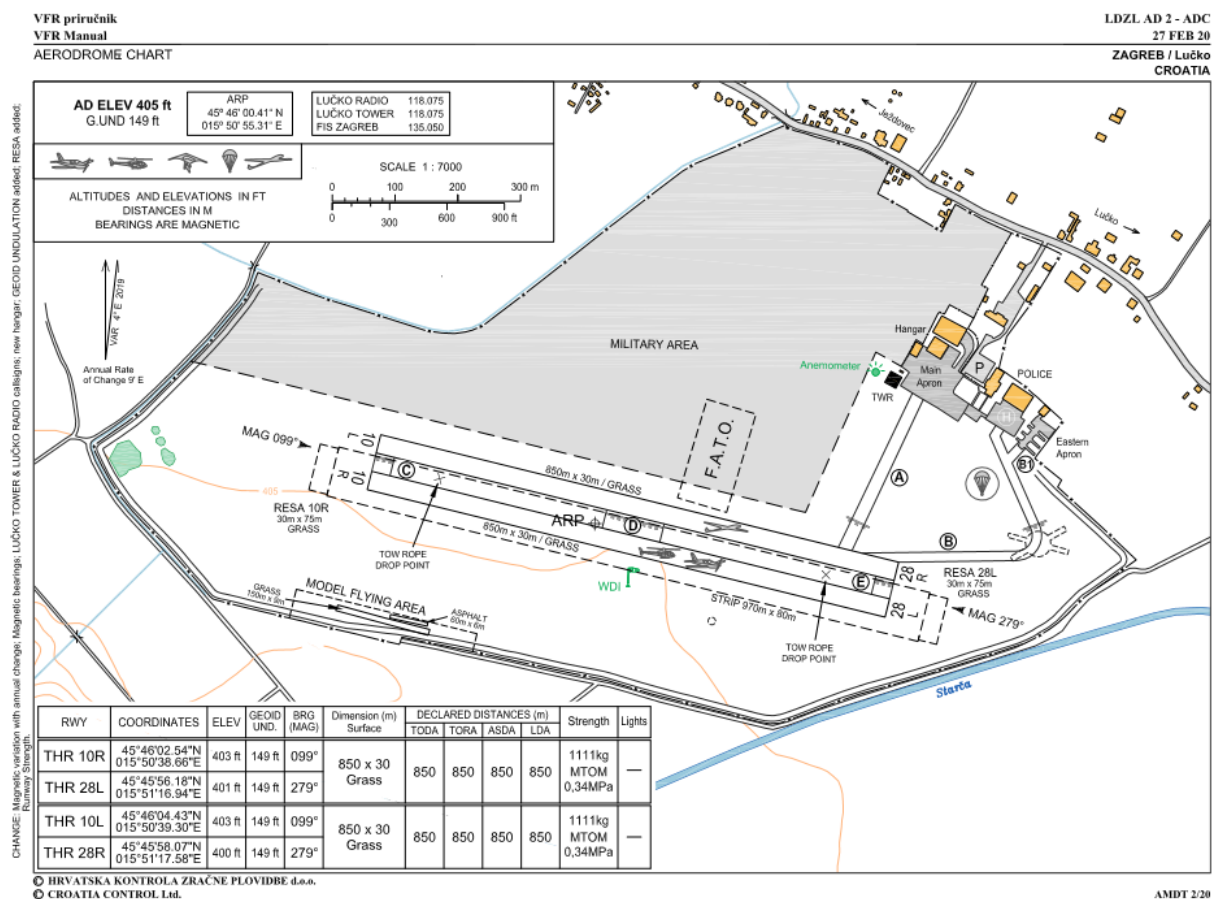 VFR priručnik
VFR Manual
AERODROME CHART
LDZL AD 2 - ADC
27 FEB 20
ZAGREB / Lučko
CROATIA
AD ELEV 405 ft
G.UND 149 ft
ARP
45º 46' 00.41" N
015º 50' 55.31" E
LUČKO RADIO 118.075
LUČKO TOWER 118.075
FIS ZAGREB 135.050
ALTITUDES AND ELEVATIONS IN FT
DISTANCES IN M
BEARINGS ARE MAGNETIC
SCALE 1 : 7000
0 100 200 300 m
0 300 600 900 ft
VAR 4° E 2019
Annual Rate
of Change 9' E
Ježdovec
Lučko
MILITARY AREA
Hangar
Anemometer
TWR
Main
Apron
P
POLICE
H
Eastern
Apron
B1
A
B
F.A.T.O.
MAG 099°
10 L
10 R
C
850m x 30m / GRASS
405
RESA 10R
30m x 75m
GRASS
ARP
D
850m x 30m / GRASS
TOW ROPE
DROP POINT
WDI
E
28 R
28 L
RESA 28L
30m x 75m
GRASS
MAG 279°
STRIP 970m x 80m
TOW ROPE
DROP POINT
MODEL FLYING AREA
GRASS
150m x 9m
ASPHALT
60m x 6m
Starča
RWY COORDINATES ELEV GEOID UND. BRG (MAG) Dimension (m) Surface DECLARED DISTANCES (m) Strength Lights
TODA TORA ASDA LDA
THR 10R 45°46'02.54"N 015°50'38.66"E 403 ft 149 ft 099° 850 x 30 Grass 850 850 850 850 1111kg MTOM 0,34MPa —
THR 28L 45°45'56.18"N 015°51'16.94"E 401 ft 149 ft 279°
THR 10L 45°46'04.43"N 015°50'39.30"E 403 ft 149 ft 099° 850 x 30 Grass 850 850 850 850 1111kg MTOM 0,34MPa —
THR 28R 45°45'58.07"N 015°51'17.58"E 400 ft 149 ft 279°
CHANGE: Magnetic variation with annual change; Magnetic bearings; LUČKO TOWER & LUČKO RADIO callsigns; new hangar; GEOID UNDULATION added; RESA added;
Runway Strength.
© HRVATSKA KONTROLA ZRAČNE PLOVIDBE d.o.o.
© CROATIA CONTROL Ltd.
AMDT 2/20